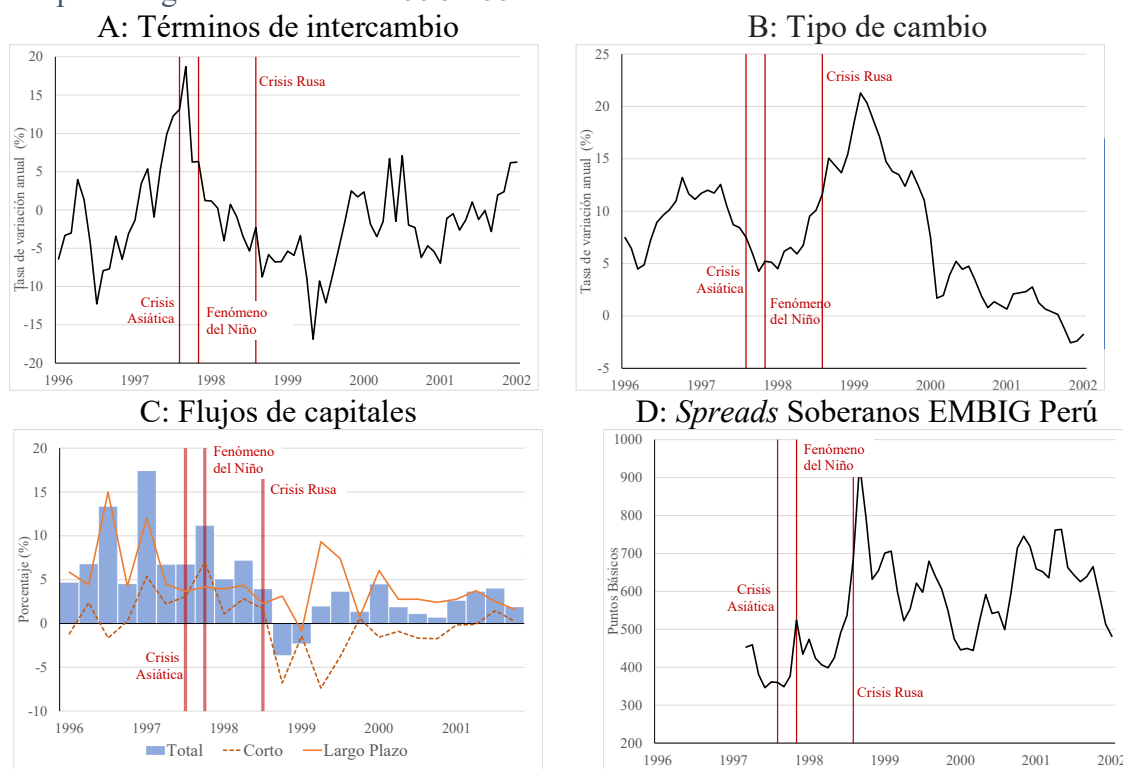 A: Términos de intercambio
20
15
10
5
0
-5
-10
-15
-20
Tasa de variación anual (%)
Crisis Rusa
Crisis
Asiática
Fenómeno
del Niño
1996 1997 1998 1999 2000 2001 2002
B: Tipo de cambio
25
20
15
10
5
0
-5
Tasa de variación anual (%)
Crisis Rusa
Crisis
Asiática
Fenómeno
del Niño
1996 1997 1998 1999 2000 2001 2002
C: Flujos de capitales
20
15
10
5
0
-5
-10
Porcentaje (%)
Fenómeno
del Niño
Crisis Rusa
Crisis
Asiática
1996 1997 1998 1999 2000 2001
Total Corto Largo Plazo
D: Spreads Soberanos EMBIG Perú
1000
900
800
700
600
500
400
300
200
Puntos Básicos
Fenómeno
del Niño
Crisis
Asiática
Crisis Rusa
1996 1997 1998 1999 2000 2001 2002